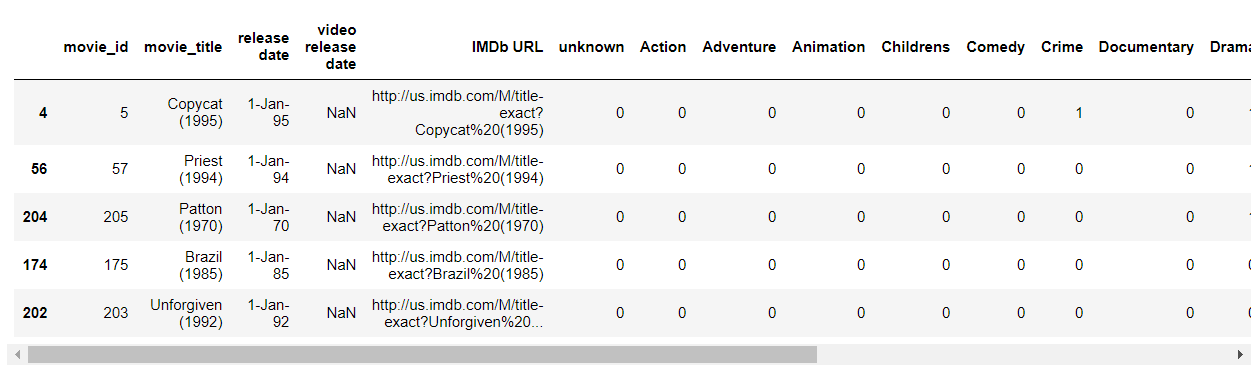 movie_id movie_title release date video release date IMDb URL unknown Action Adventure Animation Childrens Comedy Crime Documentary
4 5 Copycat (1995) 1-Jan-95 NaN http://us.imdb.com/M/title-exact?Copycat%20(1995) 0 0 0 0 0 0 1 0
56 57 Priest (1994) 1-Jan-94 NaN http://us.imdb.com/M/title-exact?Priest%20(1994) 0 0 0 0 0 0 0 0
204 205 Patton (1970) 1-Jan-70 NaN http://us.imdb.com/M/title-exact?Patton%20(1970) 0 0 0 0 0 0 0 0
174 175 Brazil (1985) 1-Jan-85 NaN http://us.imdb.com/M/title-exact?Brazil%20(1985) 0 0 0 0 0 0 0 0
202 203 Unforgiven (1992) 1-Jan-92 NaN http://us.imdb.com/M/title-exact?Unforgiven%20... 0 0 0 0 0 0 0 0